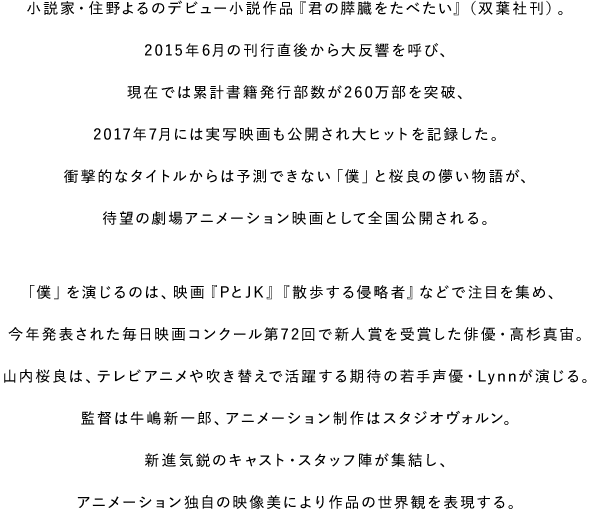 小説家・住野よるのデビュー小説作品『君の膵臓をたべたい』（双葉社刊）。
2015年6月の刊行直後から大反響を呼び、
現在では累計書籍発行部数が260万部を突破、
2017年7月には実写映画も公開され大ヒットを記録した。
衝撃的なタイトルからは予測できない「僕」と桜良の儚い物語が、
待望の劇場アニメーション映画として全国公開される。
「僕」を演じるのは、映画『PとJK』『散歩する侵略者』などで注目を集め、
今年発表された毎日映画コンクール第72回で新人賞を受賞した俳優・高杉真宙。
山内桜良は、テレビアニメや吹き替えで活躍する期待の若手声優・Lynnが演じる。
監督は牛嶋新一郎、アニメーション制作はスタジオヴォルン。
新進気鋭のキャスト・スタッフ陣が集結し、
アニメーション独自の映像美により作品の世界観を表現する。